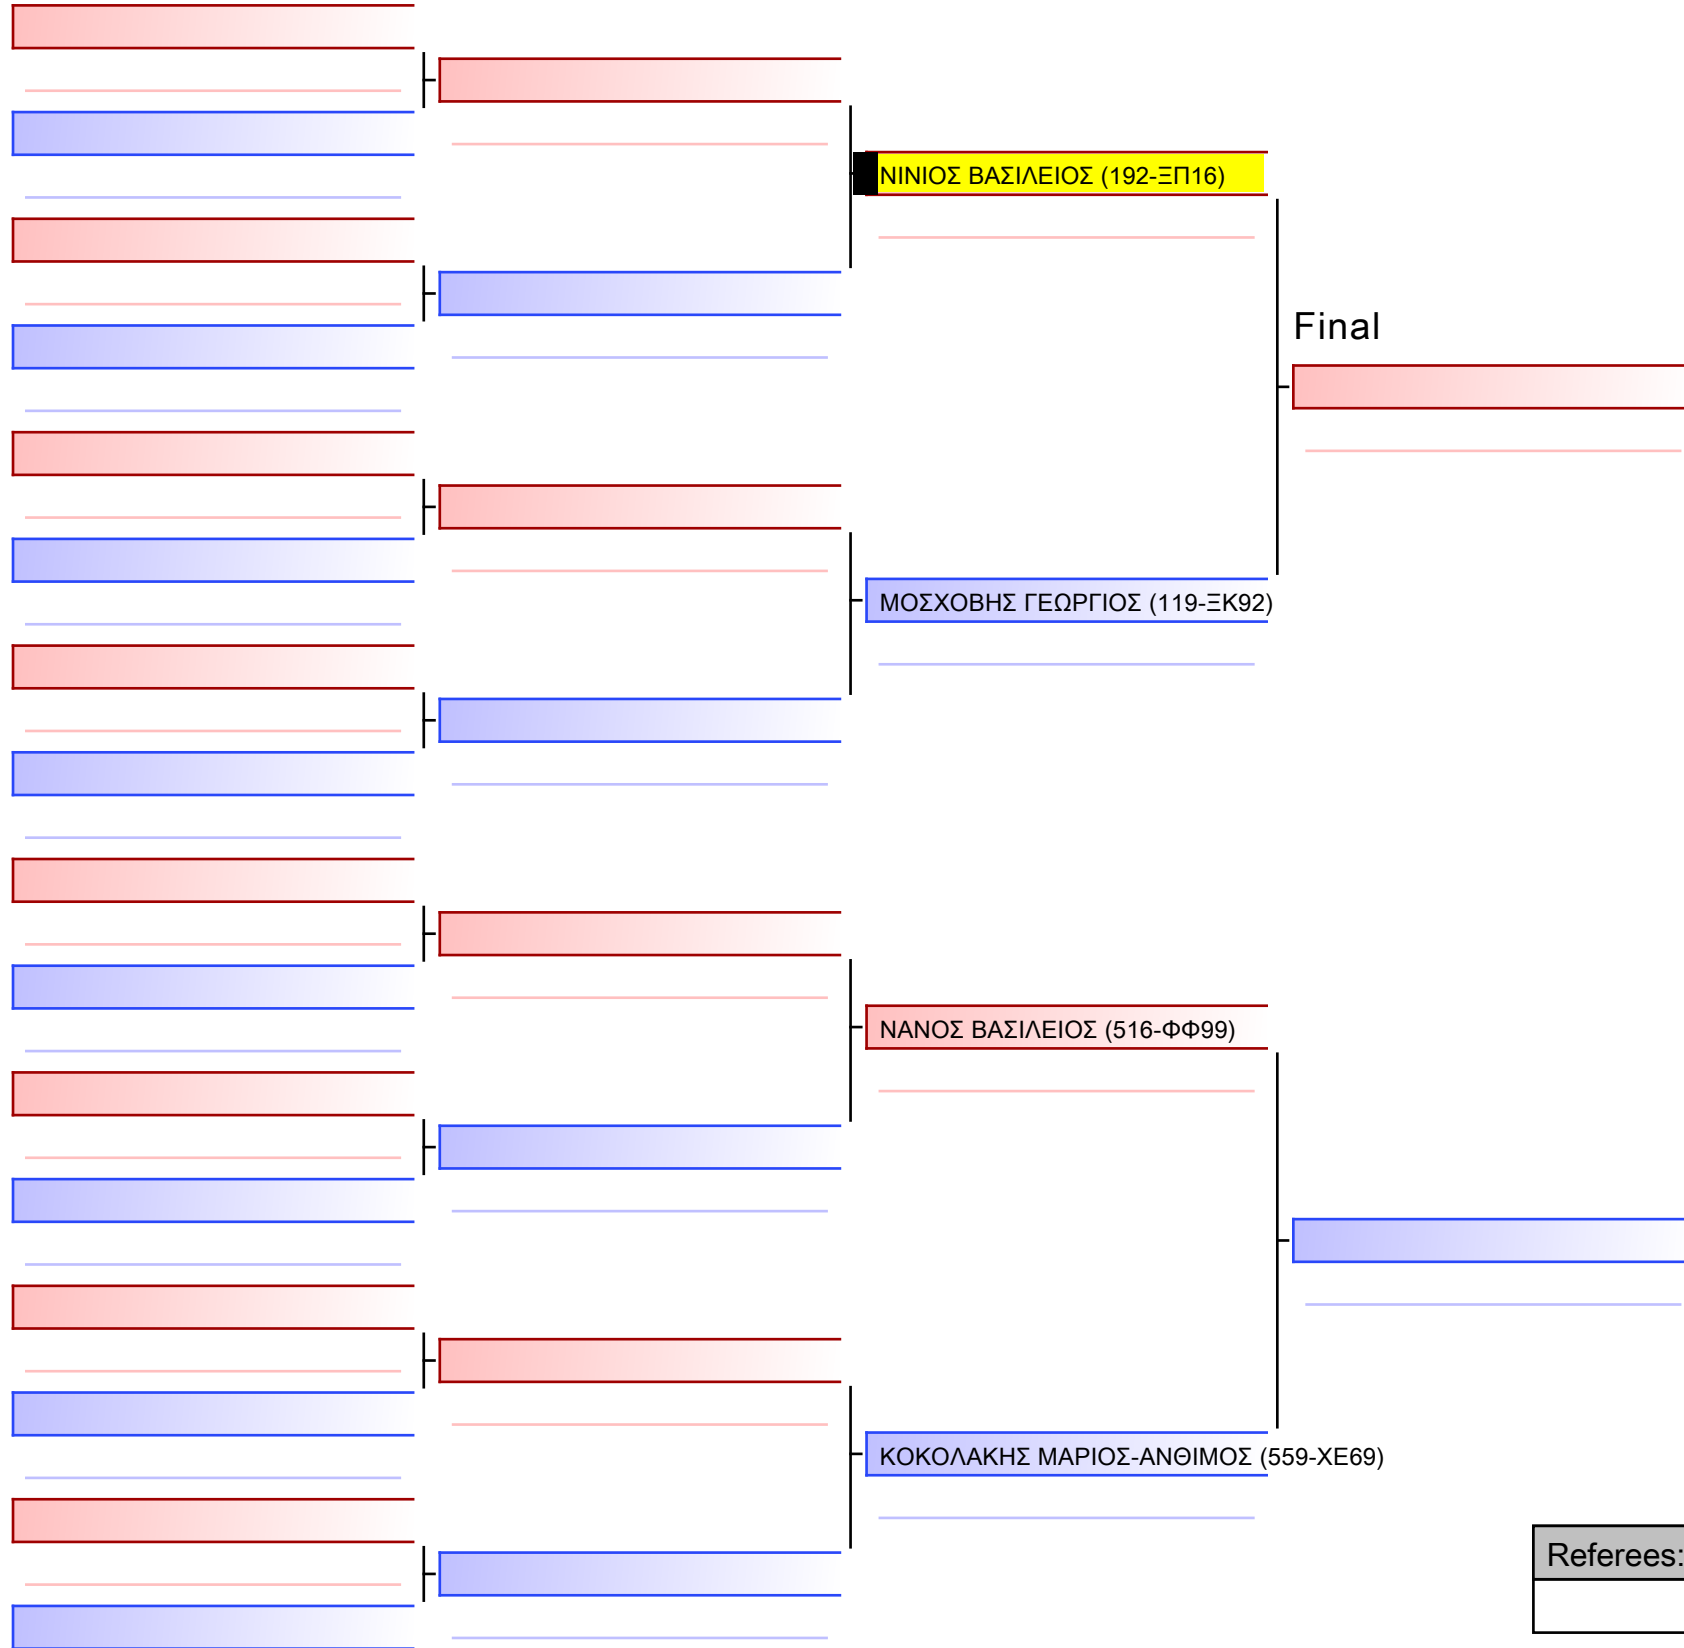 ΝΙΝΙΟΣ ΒΑΣΙΛΕΙΟΣ (192-ΞΠ16)
Final
ΜΟΣΧΟΒΗΣ ΓΕΩΡΓΙΟΣ (119-ΞΚ92)
ΝΑΝΟΣ ΒΑΣΙΛΕΙΟΣ (516-ΦΦ99)
ΚΟΚΟΛΑΚΗΣ ΜΑΡΙΟΣ-ΑΝΘΙΜΟΣ (559-ΧΕ69)
Referees: